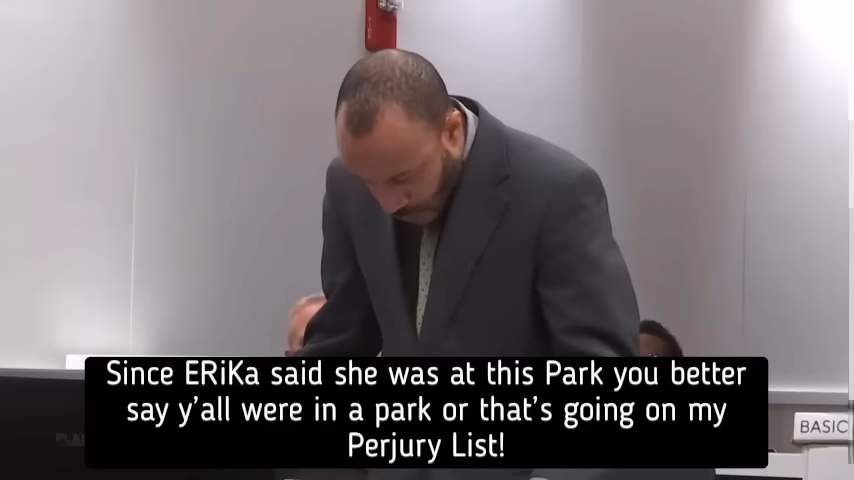 Since ERiKa said she was at this Park you better
say y'all were in a park or that's going on my
Perjury List!
BASIC